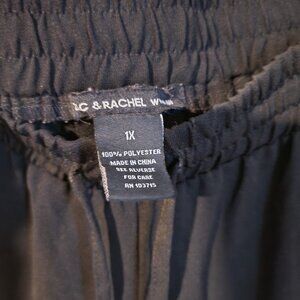 & RACHEL
1X
100% POLYESTER
MADE IN CHINA
SEE REVERSE
FOR CARE
RN 103715